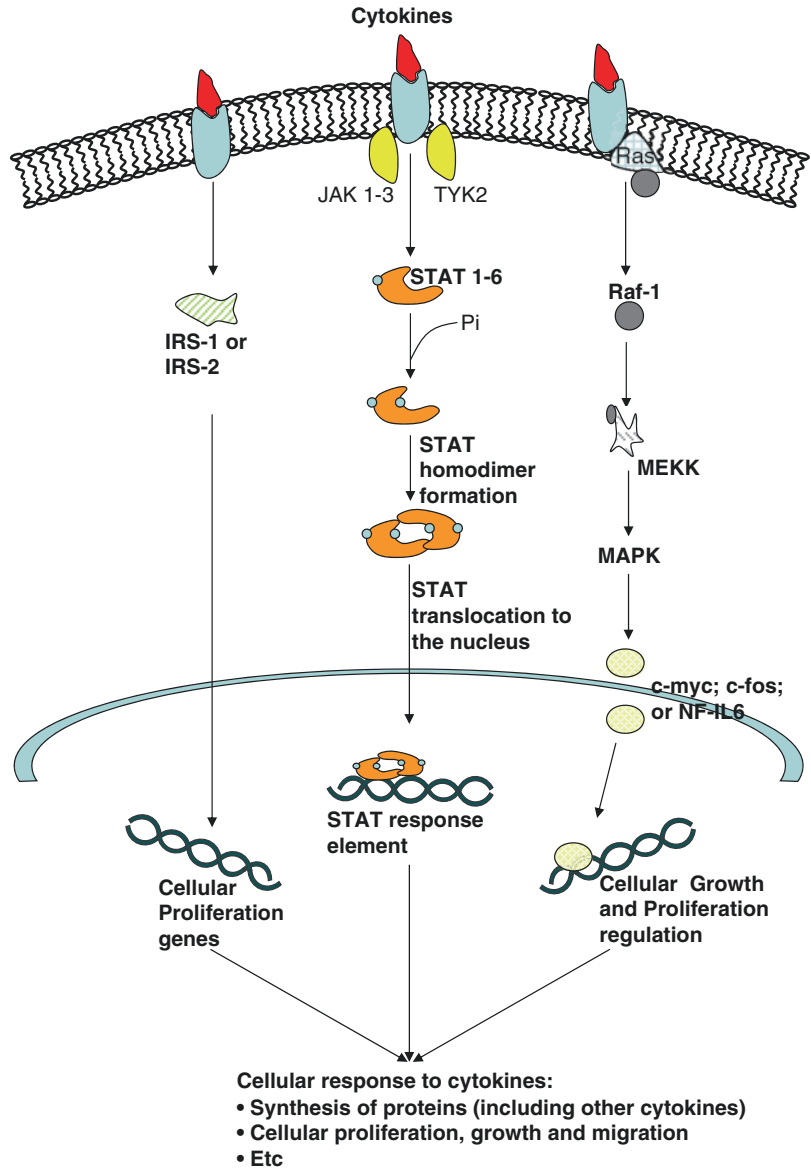 Cytokines
Ras
JAK 1-3
TYK2
STAT 1-6
Raf-1
Pi
IRS-1 or
IRS-2
STAT
homodimer
formation
MEKK
MAPK
STAT
translocation to
the nucleus
c-myc; c-fos;
or NF-IL6
STAT response
element
Cellular
Proliferation
genes
Cellular Growth
and Proliferation
regulation
Cellular response to cytokines:
• Synthesis of proteins (including other cytokines)
• Cellular proliferation, growth and migration
• Etc